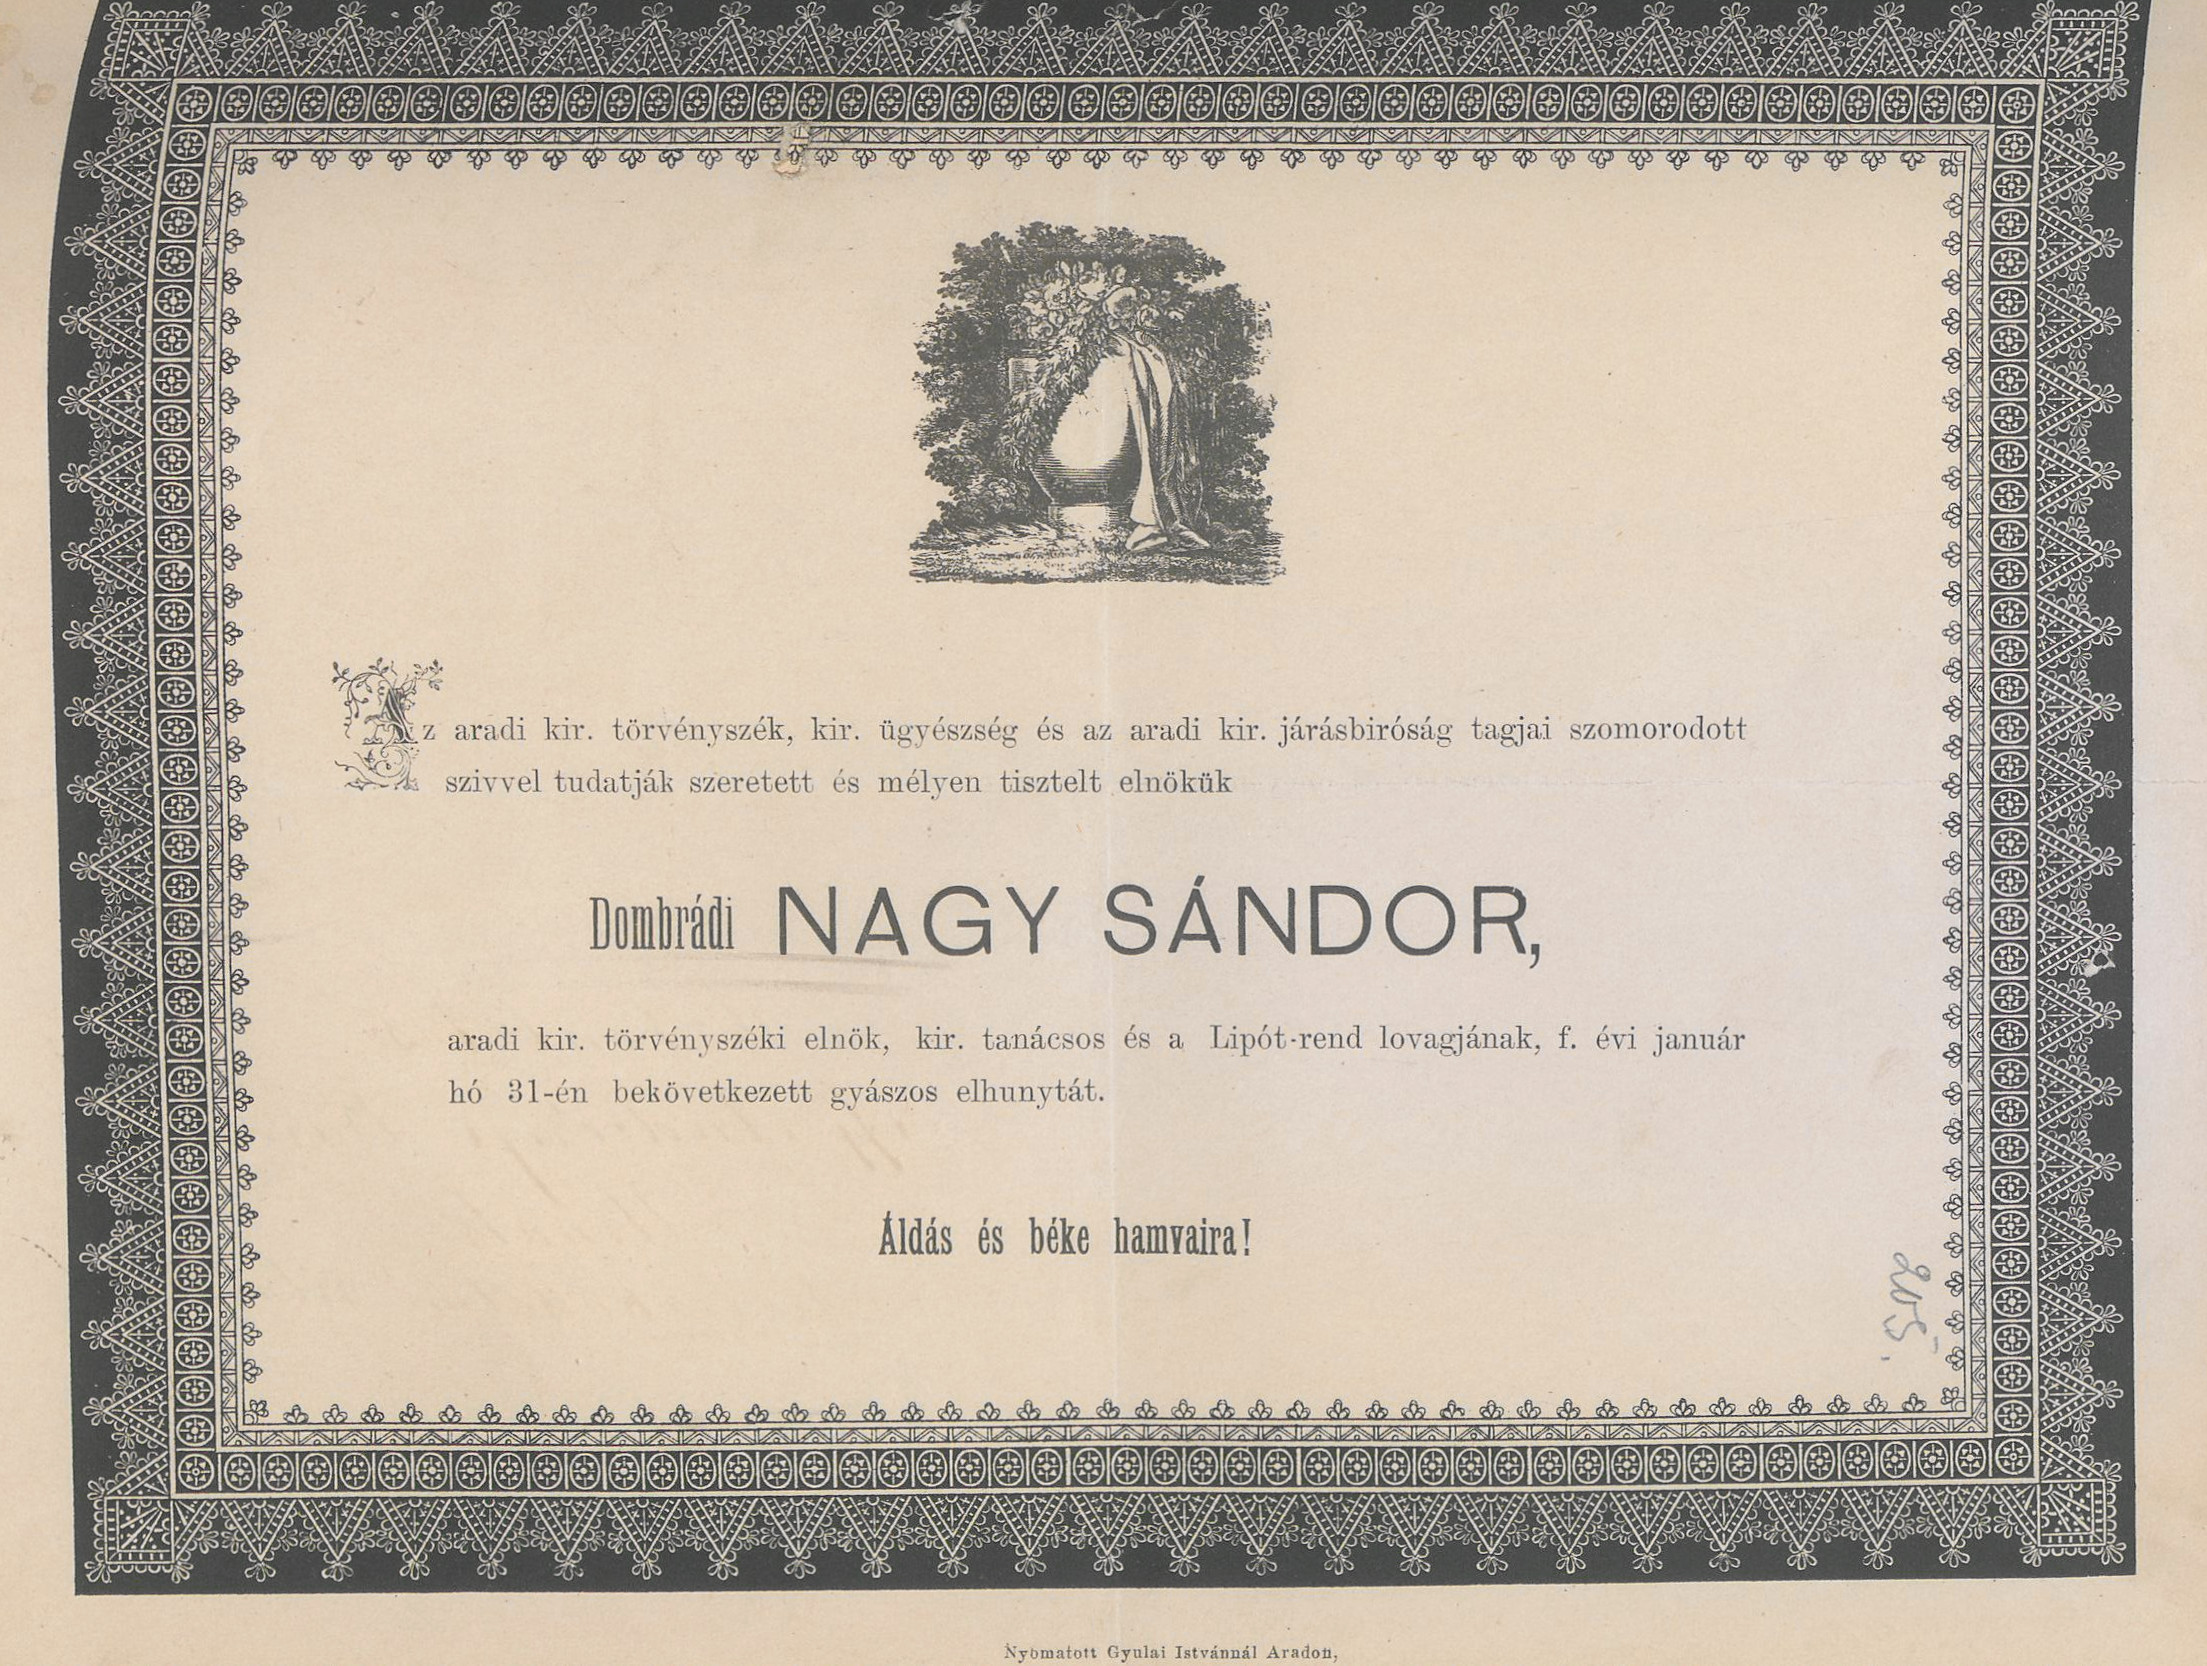 Az aradi kir. törvényszék, kir. ügyészség és az aradi kir. járásbiróság tagjai szomorodott
szivvel tudatják szeretett és mélyen tisztelt elnökük
Dombrádi NAGY SÁNDOR,
aradi kir. törvényszéki elnök, kir. tanácsos és a Lipót-rend lovagjának, f. évi január
hó 31-én bekövetkezett gyászos elhunytát.
Áldás és béke hamvaira!
205.
Nyomatott Gyulai Istvánnál Aradon,